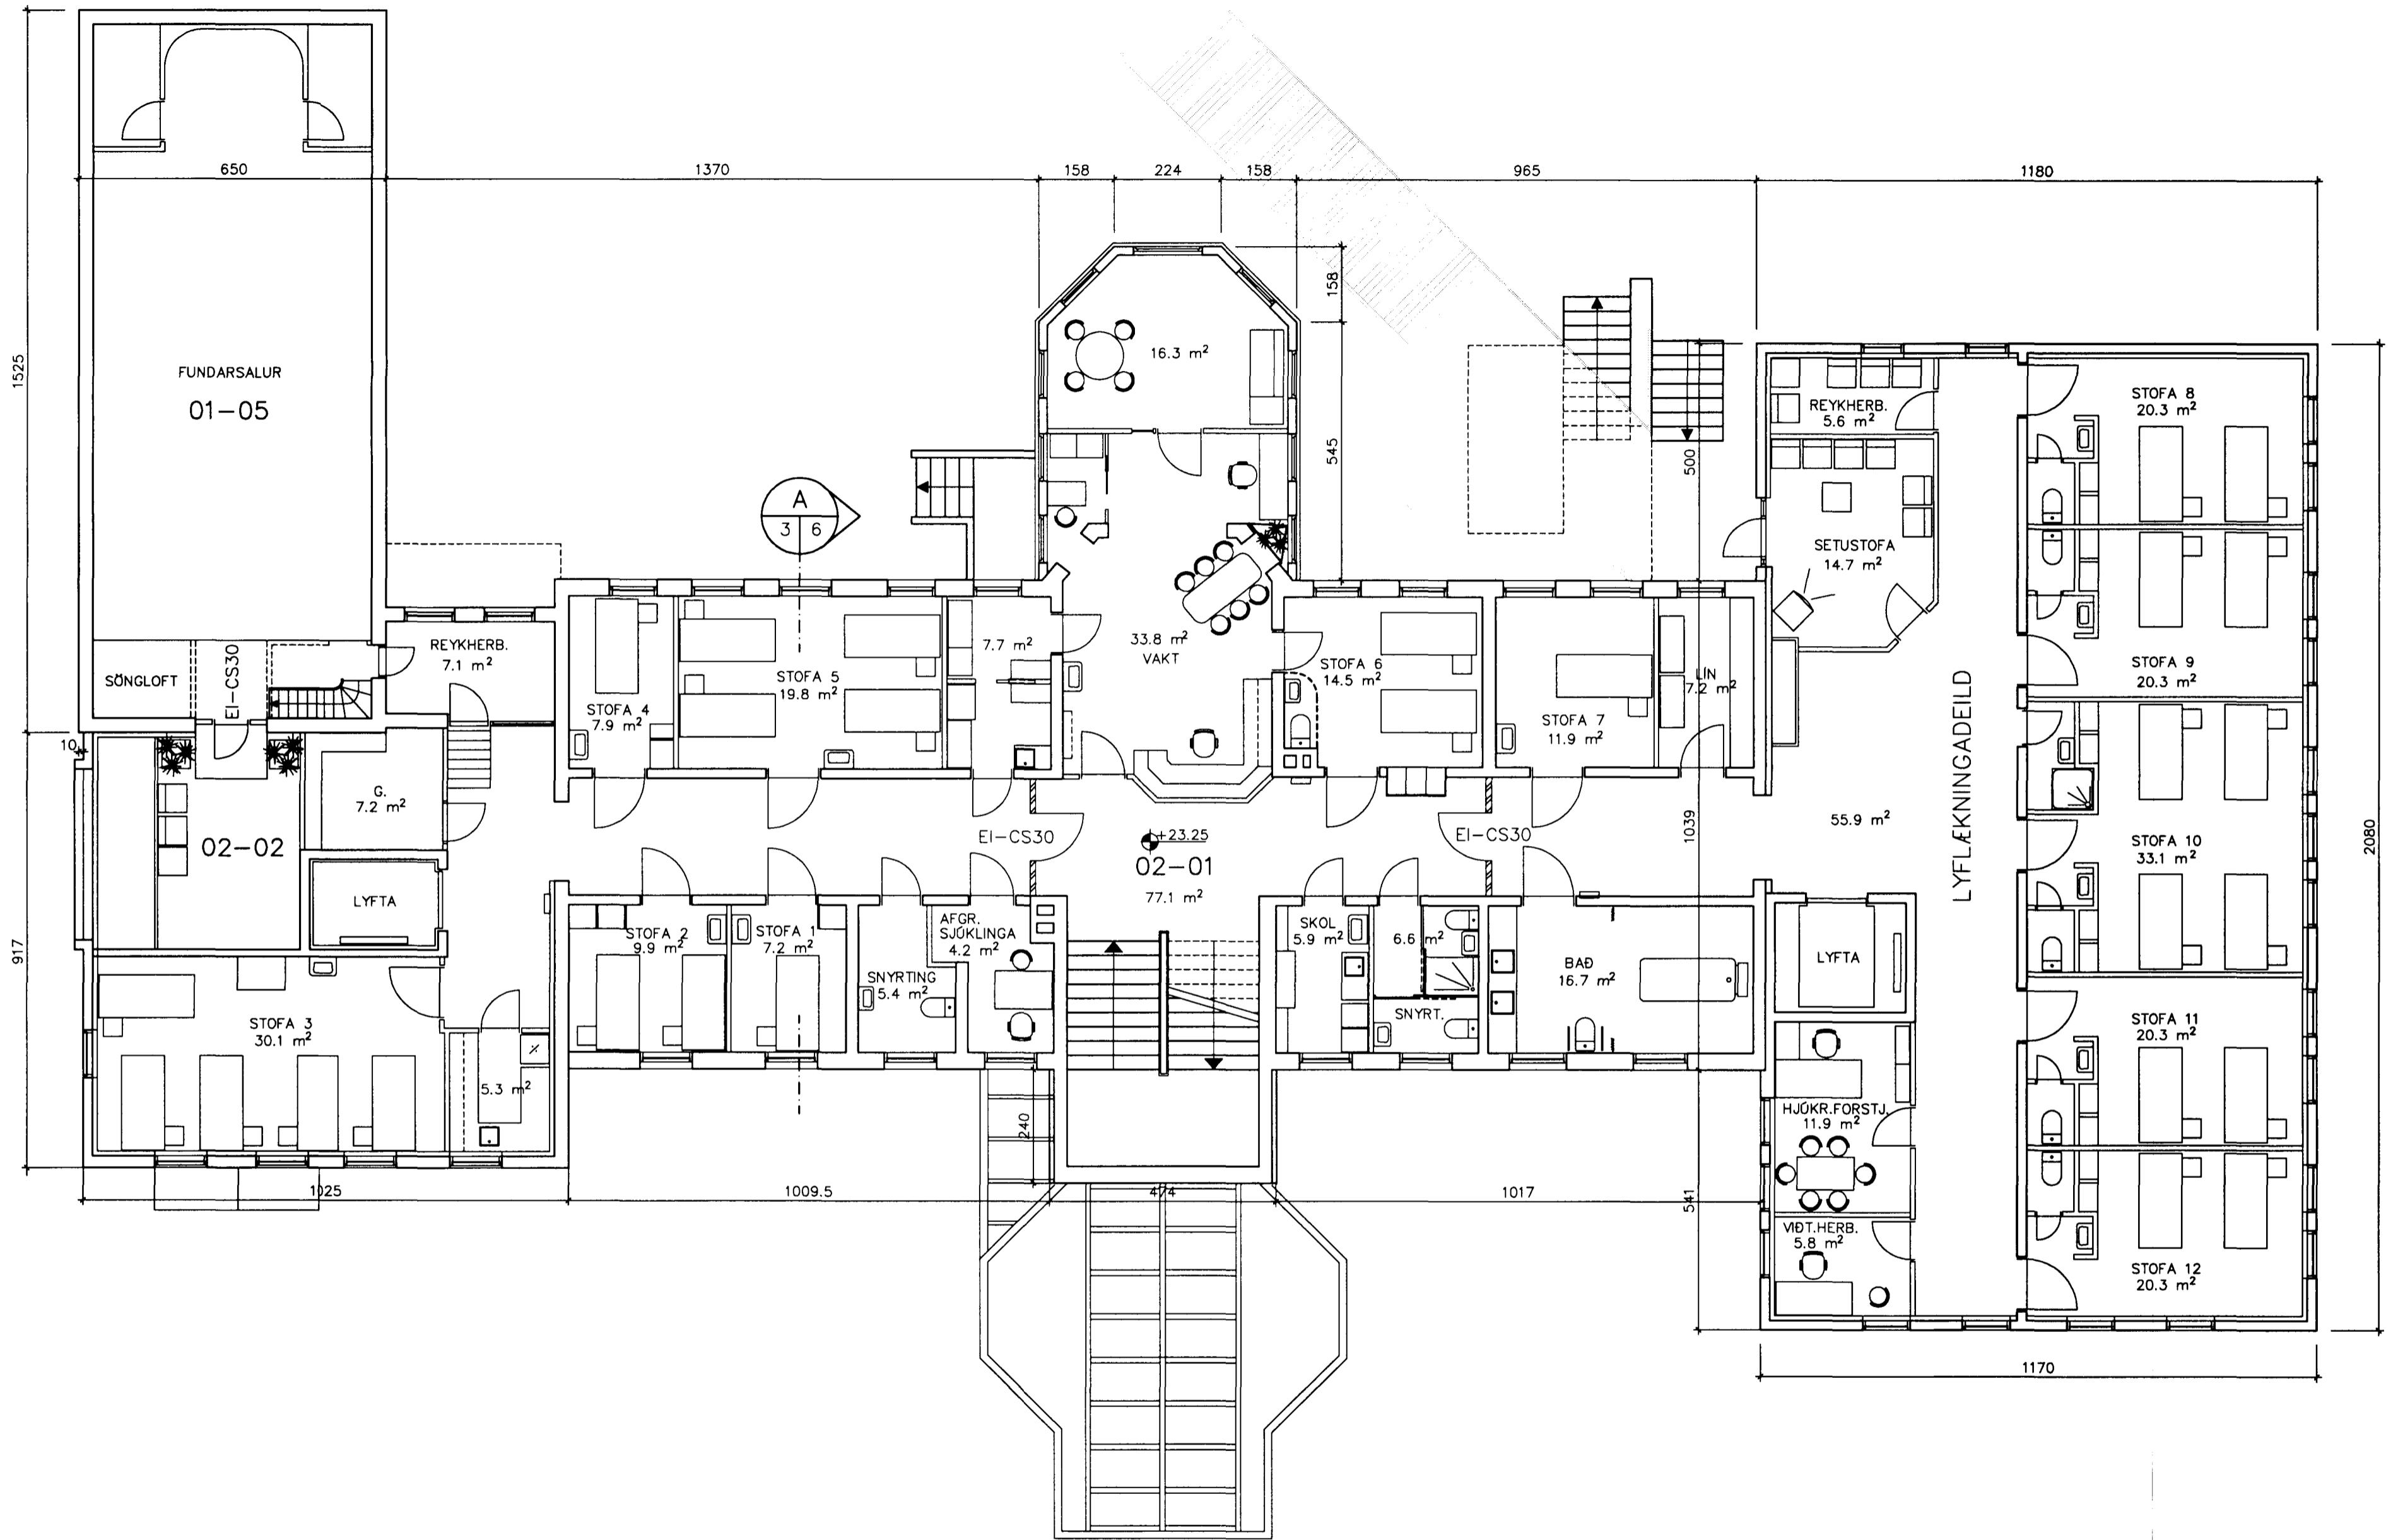 650
1370
158
224
158
965
1180
1525
158
545
500
16.3 m²
FUNDARSALUR
01-05
A
3 6
REYKHERB.
5.6 m²
STOFA 8
20.3 m²
SETUSTOFA
14.7 m²
SÖNGLOFT
EI-CS30
REYKHERB.
7.1 m²
STOFA 4
7.9 m²
STOFA 5
19.8 m²
7.7 m²
33.8 m²
VAKT
STOFA 6
14.5 m²
STOFA 7
11.9 m²
LÍN
7.2 m²
STOFA 9
20.3 m²
10
G.
7.2 m²
02-02
LYFTA
EI-CS30
+23.25
02-01
77.1 m²
EI-CS30
1039
55.9 m²
LYFLÆKNINGADEILD
STOFA 10
33.1 m²
2080
917
STOFA 2
9.9 m²
STOFA 1
7.2 m²
SNYRTING
5.4 m²
AFGR.
SJÚKLINGA
4.2 m²
SKOL
5.9 m²
6.6 m²
SNYRT.
BAÐ
16.7 m²
LYFTA
STOFA 3
30.1 m²
5.3 m²
STOFA 11
20.3 m²
HJÚKR.FORSTJ.
11.9 m²
240
1025
1009.5
474
1017
541
VIÐT.HERB.
5.8 m²
STOFA 12
20.3 m²
1170